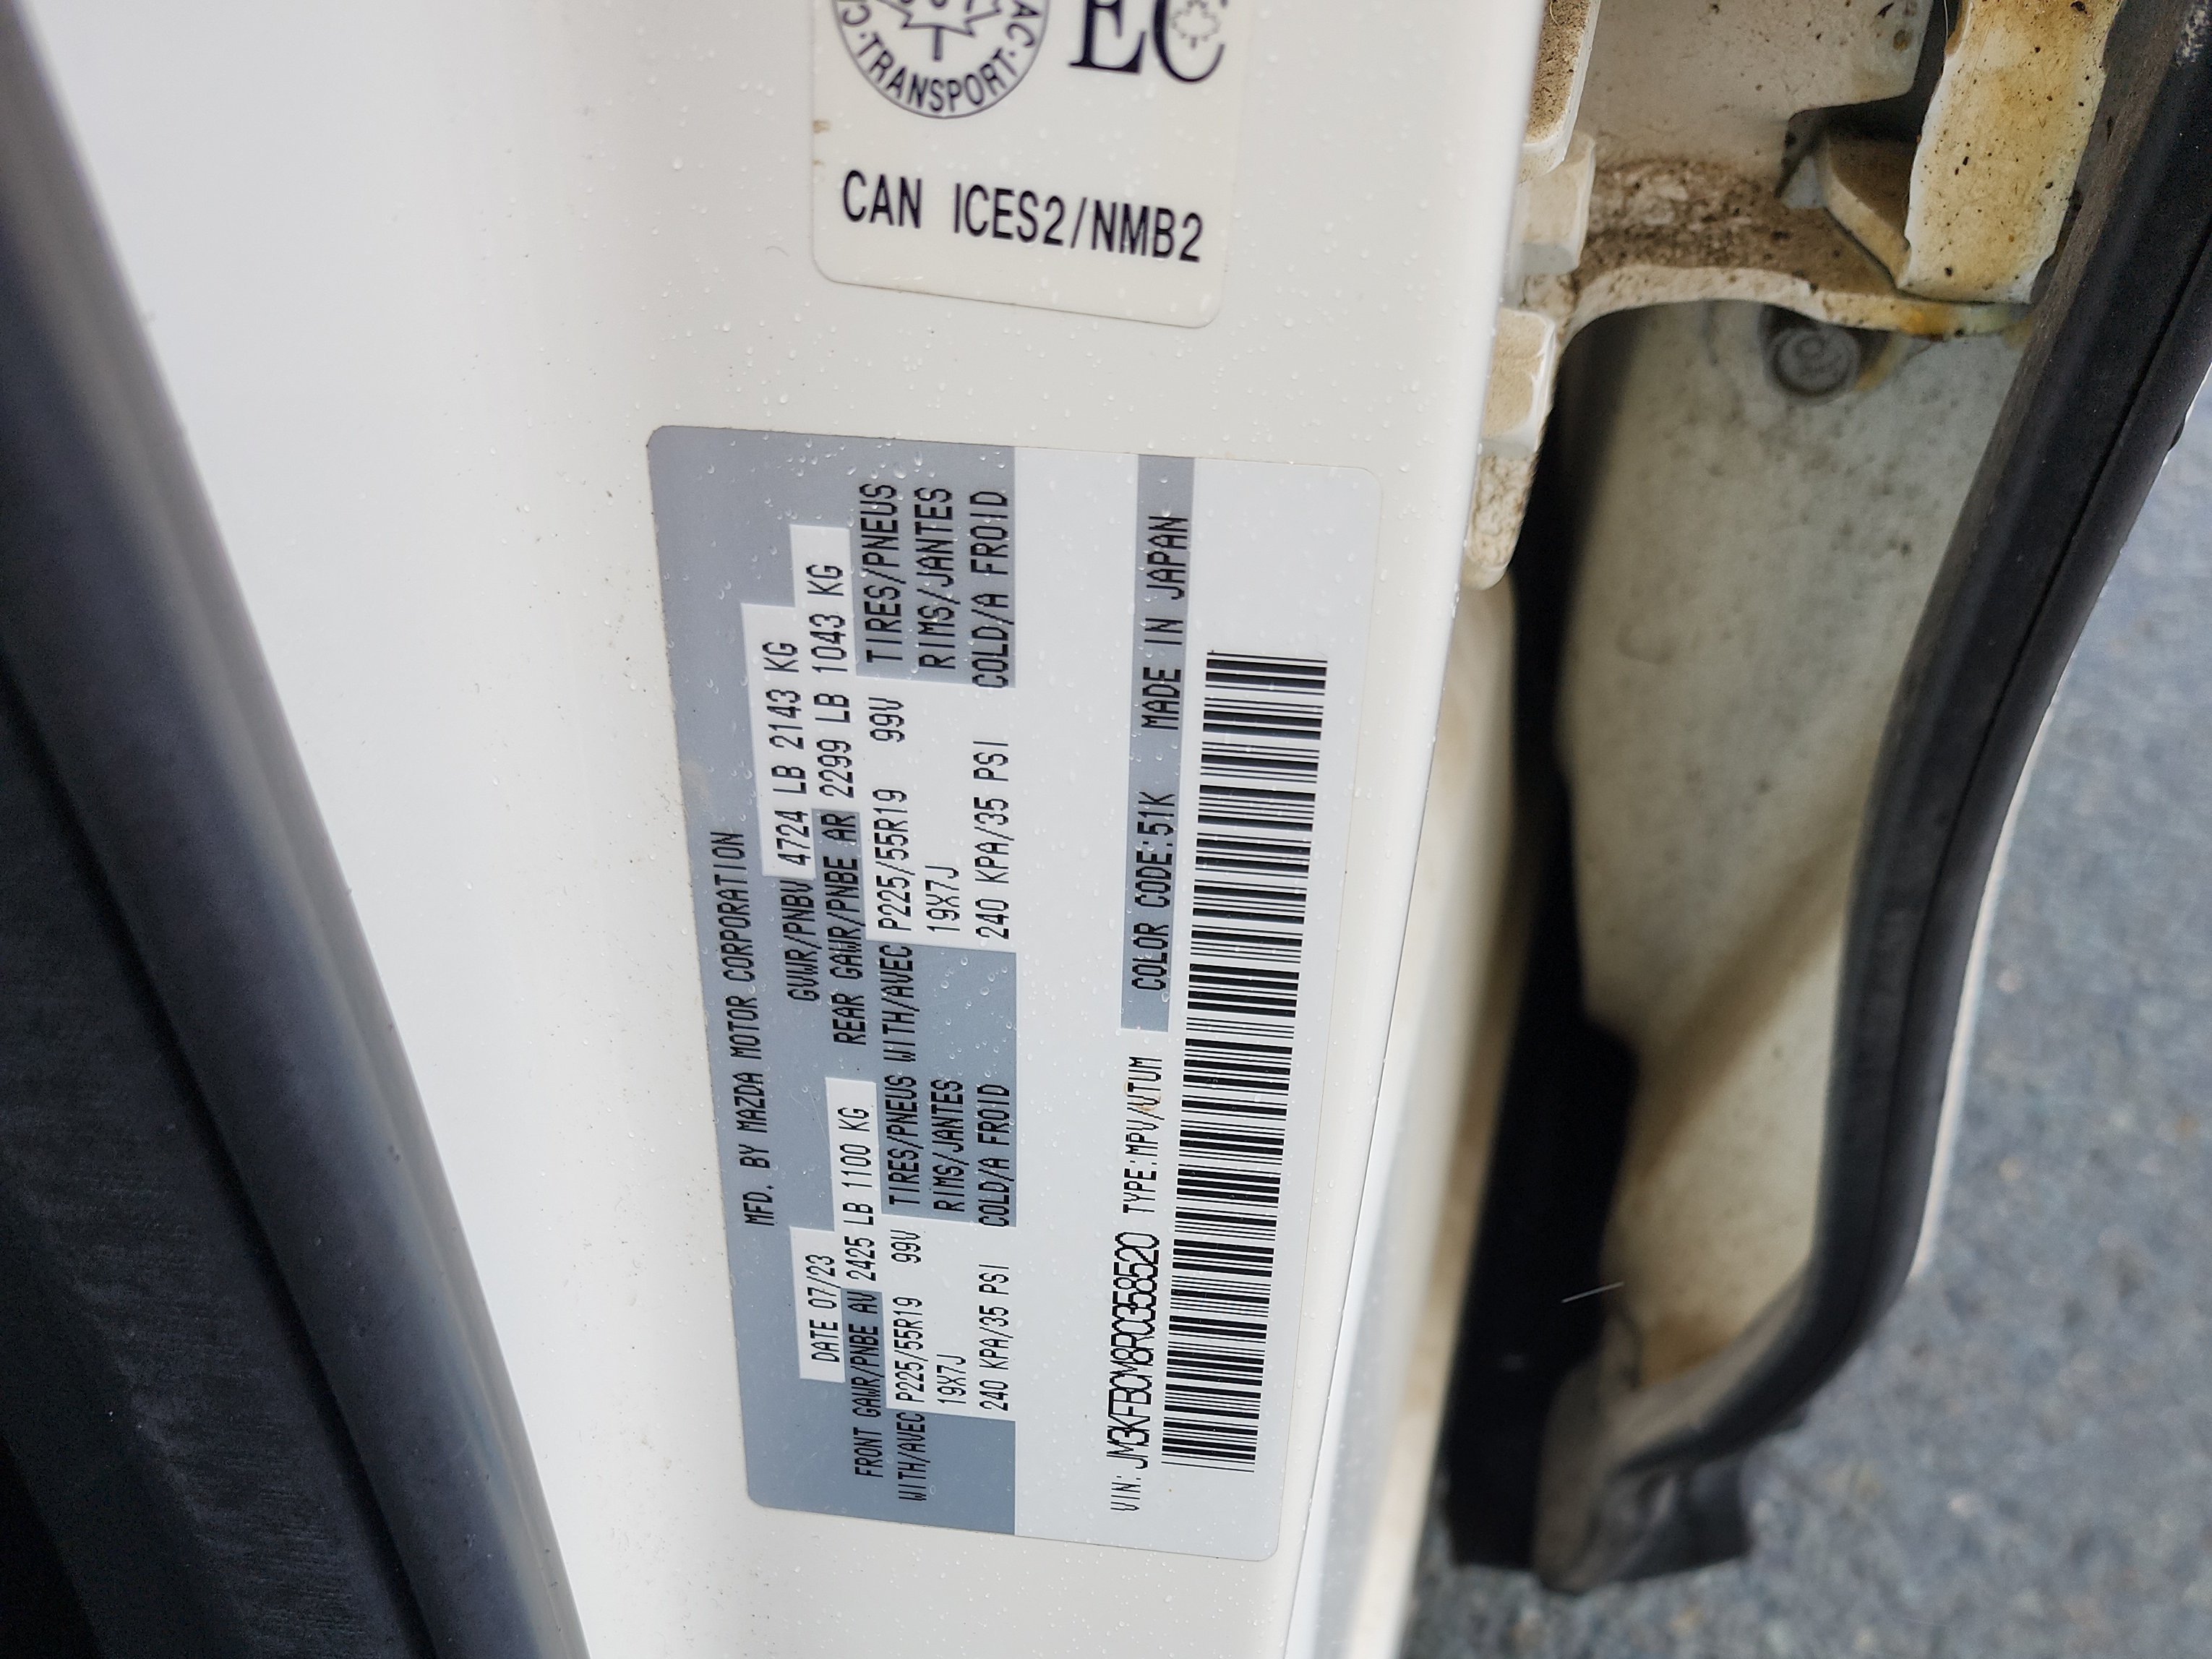 TRANSPORT
EC
CAN ICES2/NMB2
MFD. BY MAZDA MOTOR CORPORATION
DATE 07/23 GVWR/PNBV 4724 LB 2143 KG
FRONT GAWR/PNBE AV 2425 LB 1100 KG REAR GAWR/PNBE AR 2299 LB 1043 KG
WITH/AVEC P225/55R19 99V TIRES/PNEUS WITH/AVEC P225/55R19 99V TIRES/PNEUS
19X7J RIMS/JANTES 19X7J RIMS/JANTES
240 KPA/35 PSI COLD/A FROID 240 KPA/35 PSI COLD/A FROID
VIN: JM3KFBCM8R0358520 TYPE:MPV/VTUM COLOR CODE:51K MADE IN JAPAN